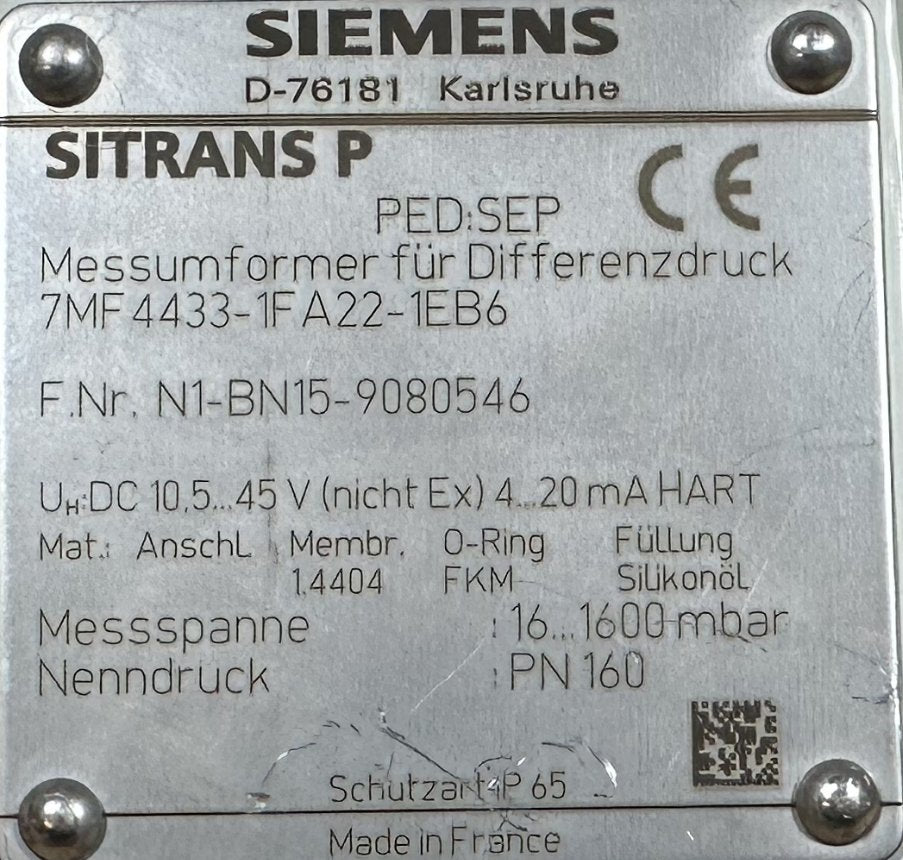 SIEMENS
D-76181 Karlsruhe
SITRANS P
CE
PED:SEP
Messumformer für Differenzdruck
7MF4433-1FA22-1EB6
F.Nr. N1-BN15-9080546
UH:DC 10,5...45 V (nicht Ex) 4...20 mA HART
Mat.: Anschl. Membr. O-Ring Füllung
1.4404 FKM Silikonöl
Messspanne : 16...1600 mbar
Nenndruck : PN 160
Schutzart IP 65
Made in France